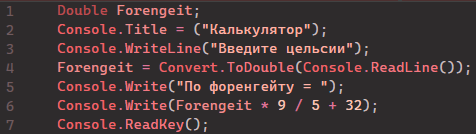 1 Double Forengeit;
2 Console.Title = ("Калькулятор");
3 Console.WriteLine("Введите цельсии");
4 Forengeit = Convert.ToDouble(Console.ReadLine());
5 Console.Write("По форенгейту = ");
6 Console.Write(Forengeit * 9 / 5 + 32);
7 Console.ReadKey();